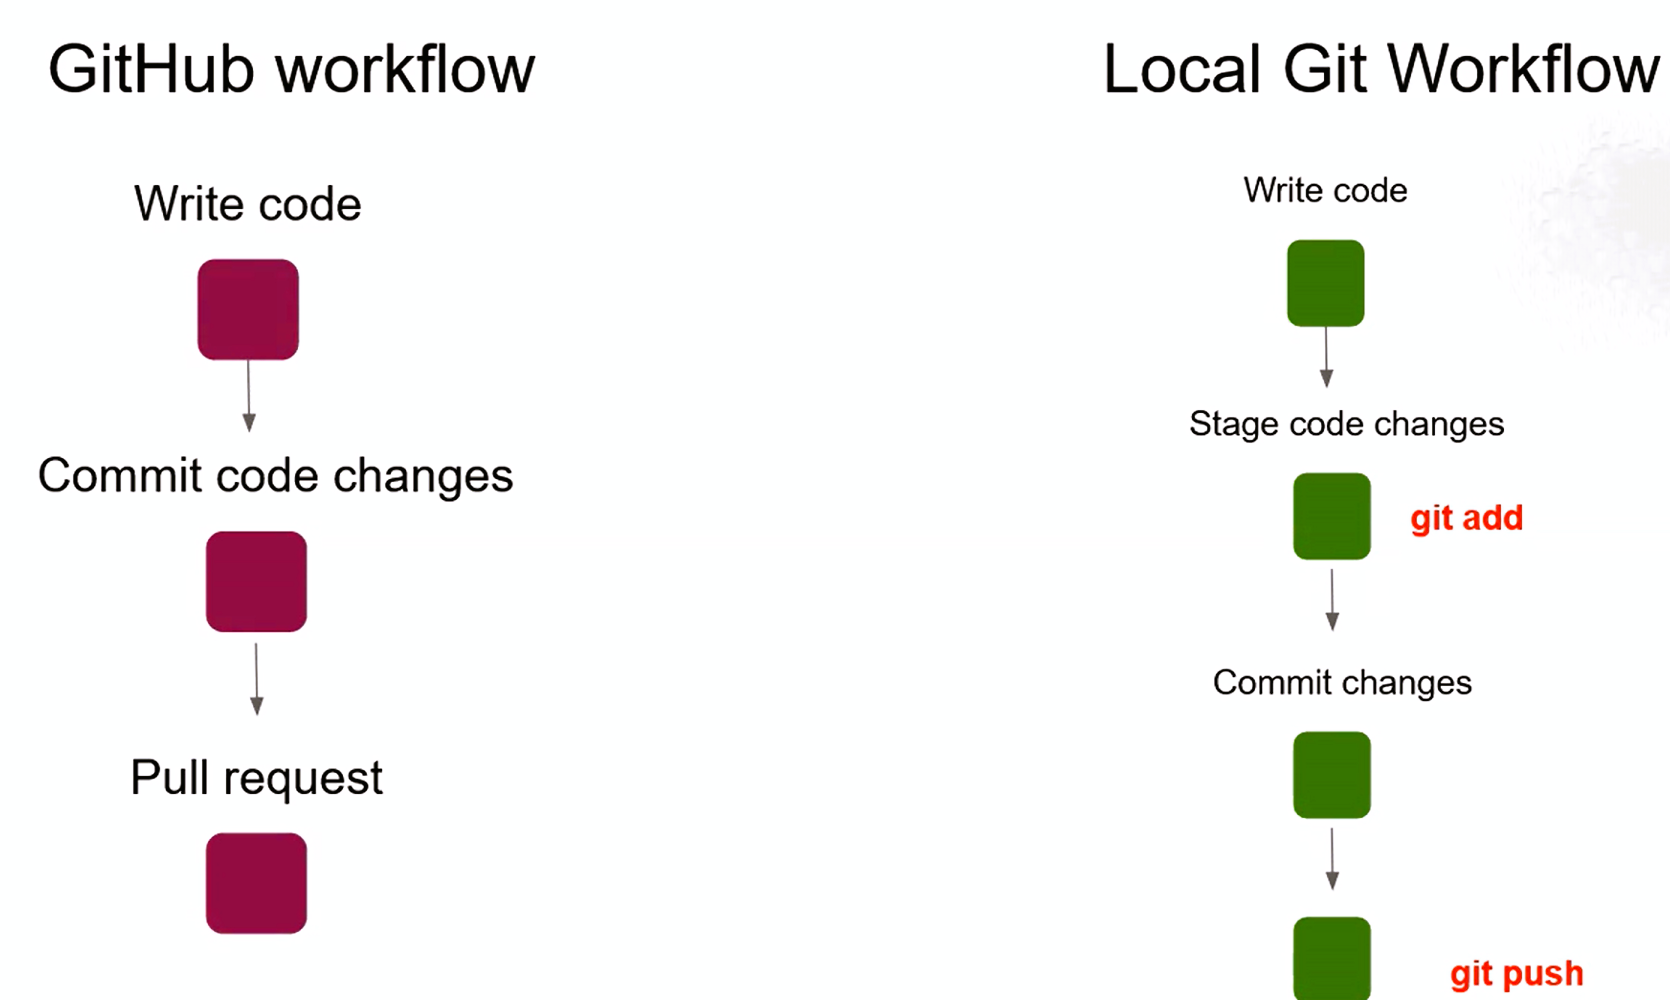 GitHub workflow
Write code
Commit code changes
Pull request
Local Git Workflow
Write code
Stage code changes
git add
Commit changes
git push